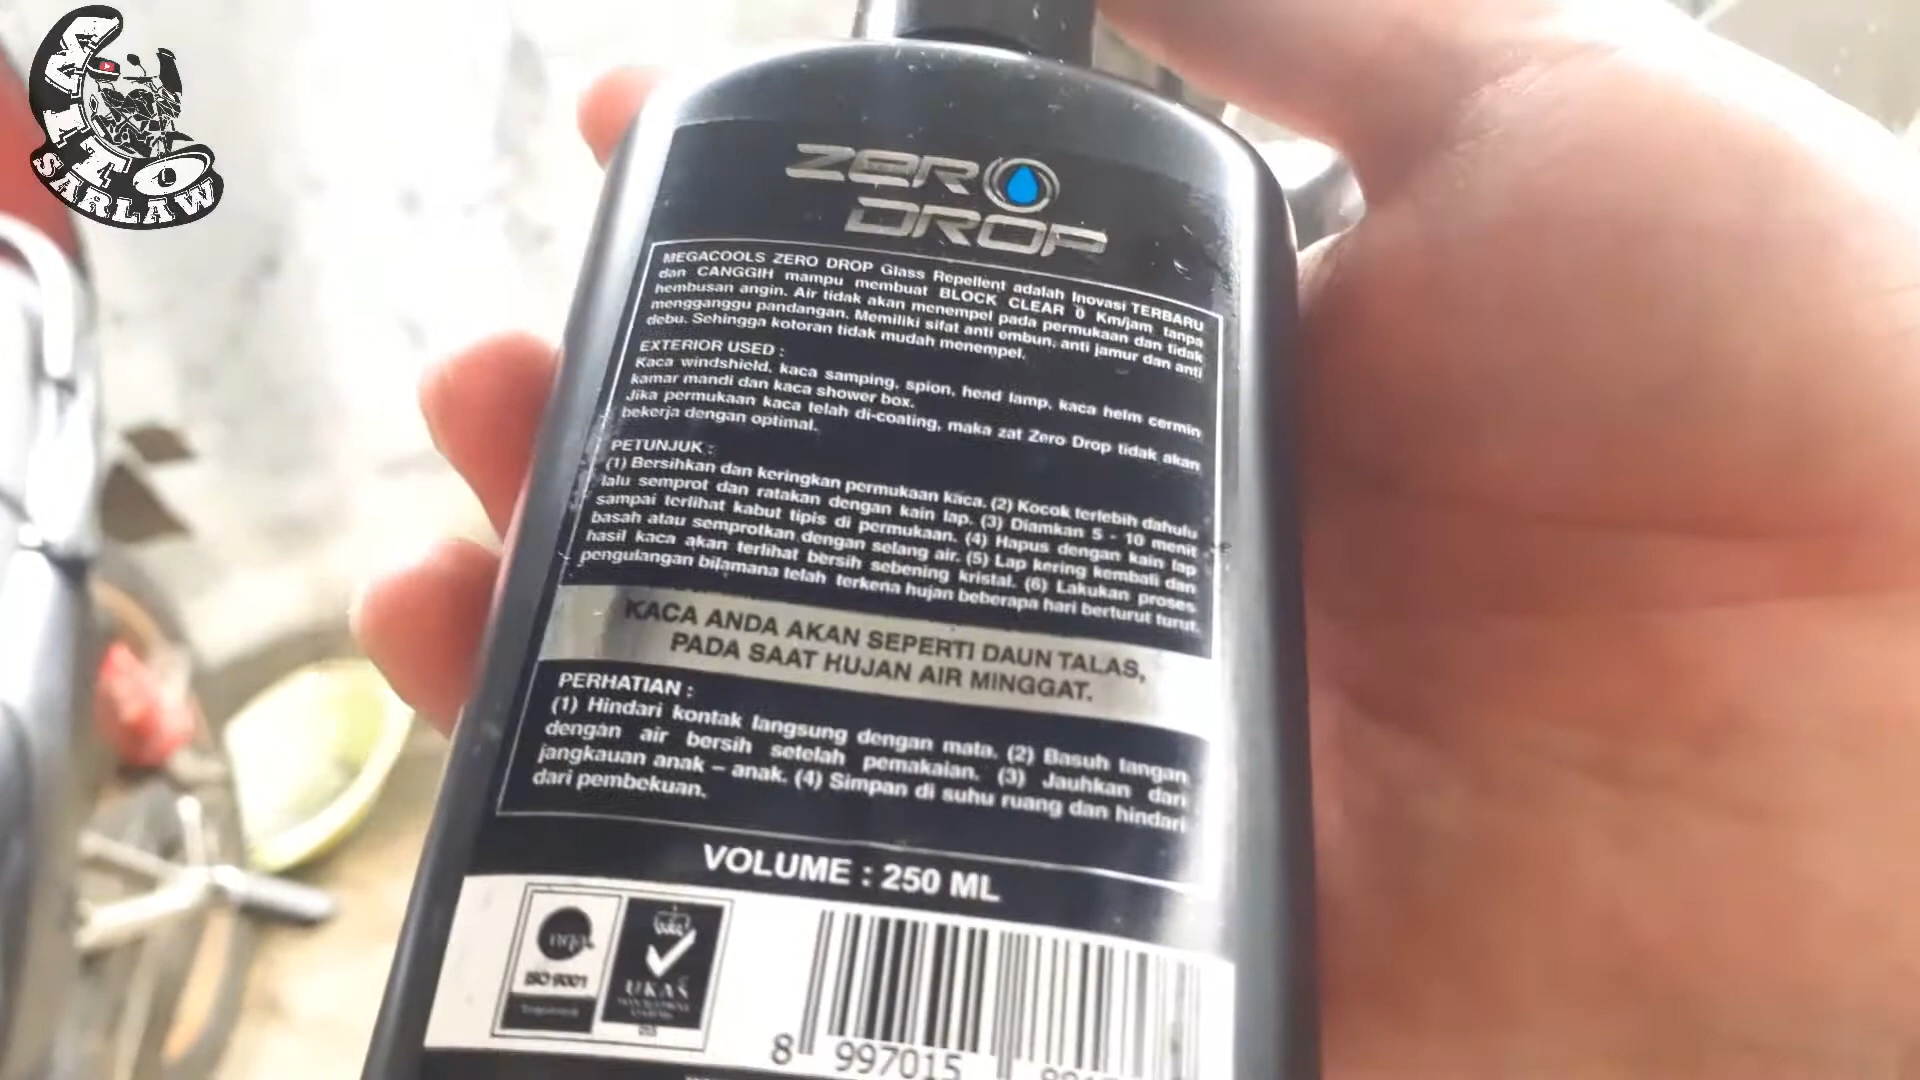 VITO
SARLAW
ZERO
DROP
MEGACOOLS ZERO DROP Glass Repellent adalah Inovasi TERBARU
dan CANGGIH mampu membuat BLOCK CLEAR 0 Km/jam tanpa
hembusan angin. Air tidak akan menempel pada permukaan dan tidak
mengganggu pandangan. Memiliki sifat anti embun, anti jamur dan anti
debu. Sehingga kotoran tidak mudah menempel.
EXTERIOR USED :
Kaca windshield, kaca samping, spion, head lamp, kaca helm cermin
kamar mandi dan kaca shower box.
Jika permukaan kaca telah di-coating, maka zat Zero Drop tidak akan
bekerja dengan optimal.
PETUNJUK :
(1) Bersihkan dan keringkan permukaan kaca. (2) Kocok terlebih dahulu
lalu semprot dan ratakan dengan kain lap. (3) Diamkan 5 - 10 menit
sampai terlihat kabut tipis di permukaan. (4) Hapus dengan kain lap
basah atau semprotkan dengan selang air. (5) Lap kering kembali dan
hasil kaca akan terlihat bersih sebening kristal. (6) Lakukan proses
pengulangan bilamana telah terkena hujan beberapa hari berturut turut.
KACA ANDA AKAN SEPERTI DAUN TALAS,
PADA SAAT HUJAN AIR MINGGAT.
PERHATIAN :
(1) Hindari kontak langsung dengan mata. (2) Basuh tangan
dengan air bersih setelah pemakaian. (3) Jauhkan dari
jangkauan anak – anak. (4) Simpan di suhu ruang dan hindari
dari pembekuan.
VOLUME : 250 ML
ISO 9001
UKAS
MANAGEMENT
SYSTEMS
8 997015